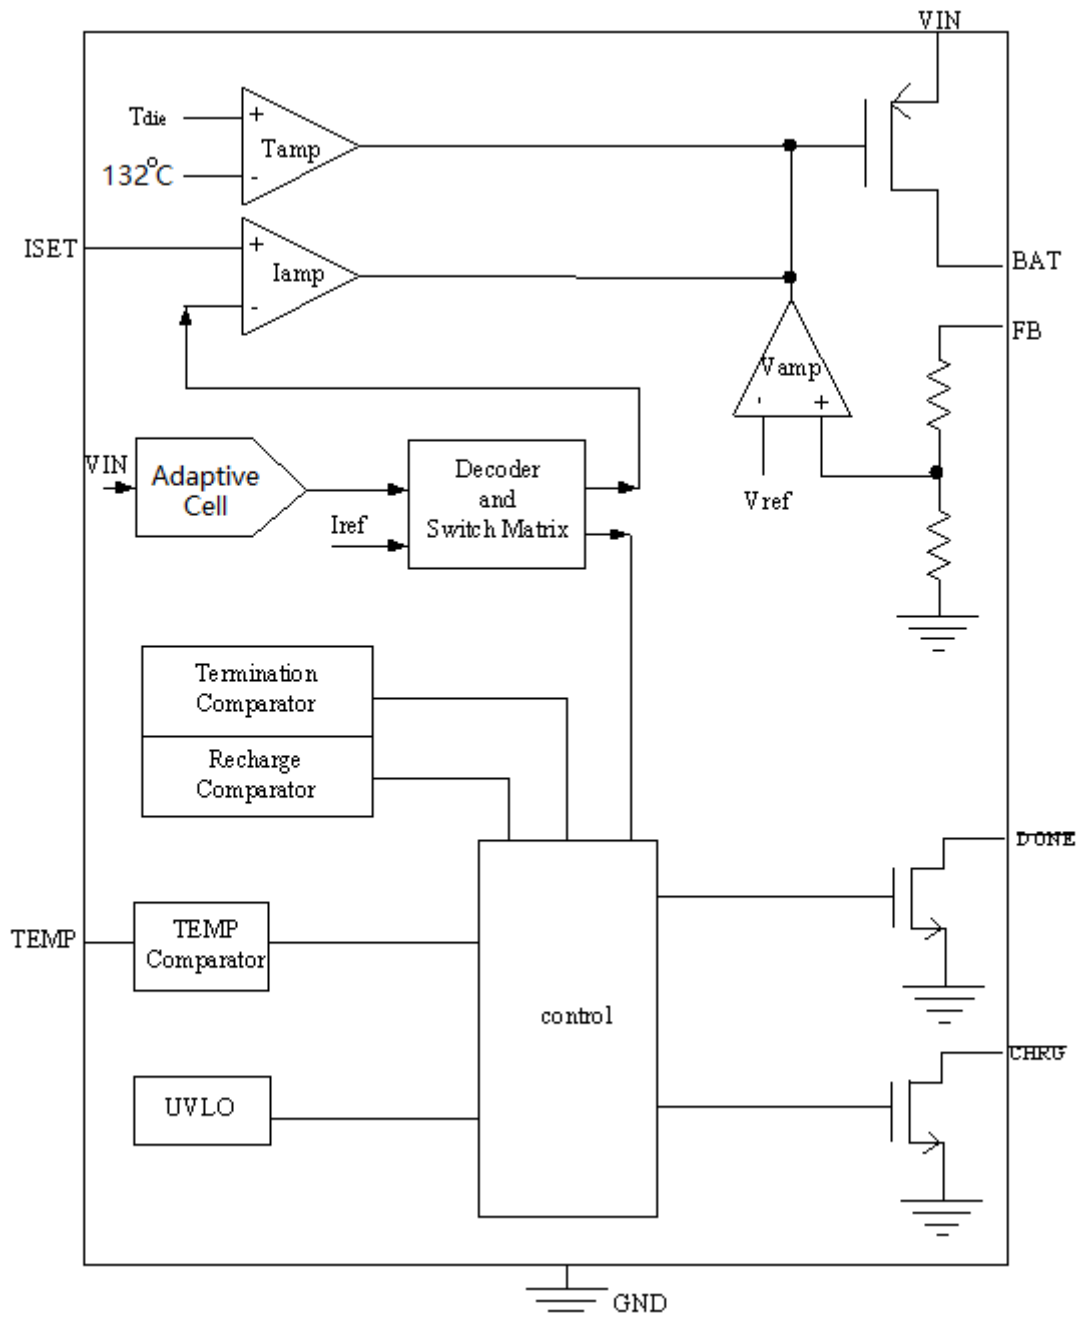 VIN
Tdie
+
Tamp
132°C
-
ISET
+
Iamp
-
BAT
FB
Vamp
- +
VIN
Adaptive
Cell
Decoder
and
Switch Matrix
Iref
Vref
Termination
Comparator
Recharge
Comparator
DONE
TEMP
TEMP
Comparator
control
CHRG
UVLO
GND